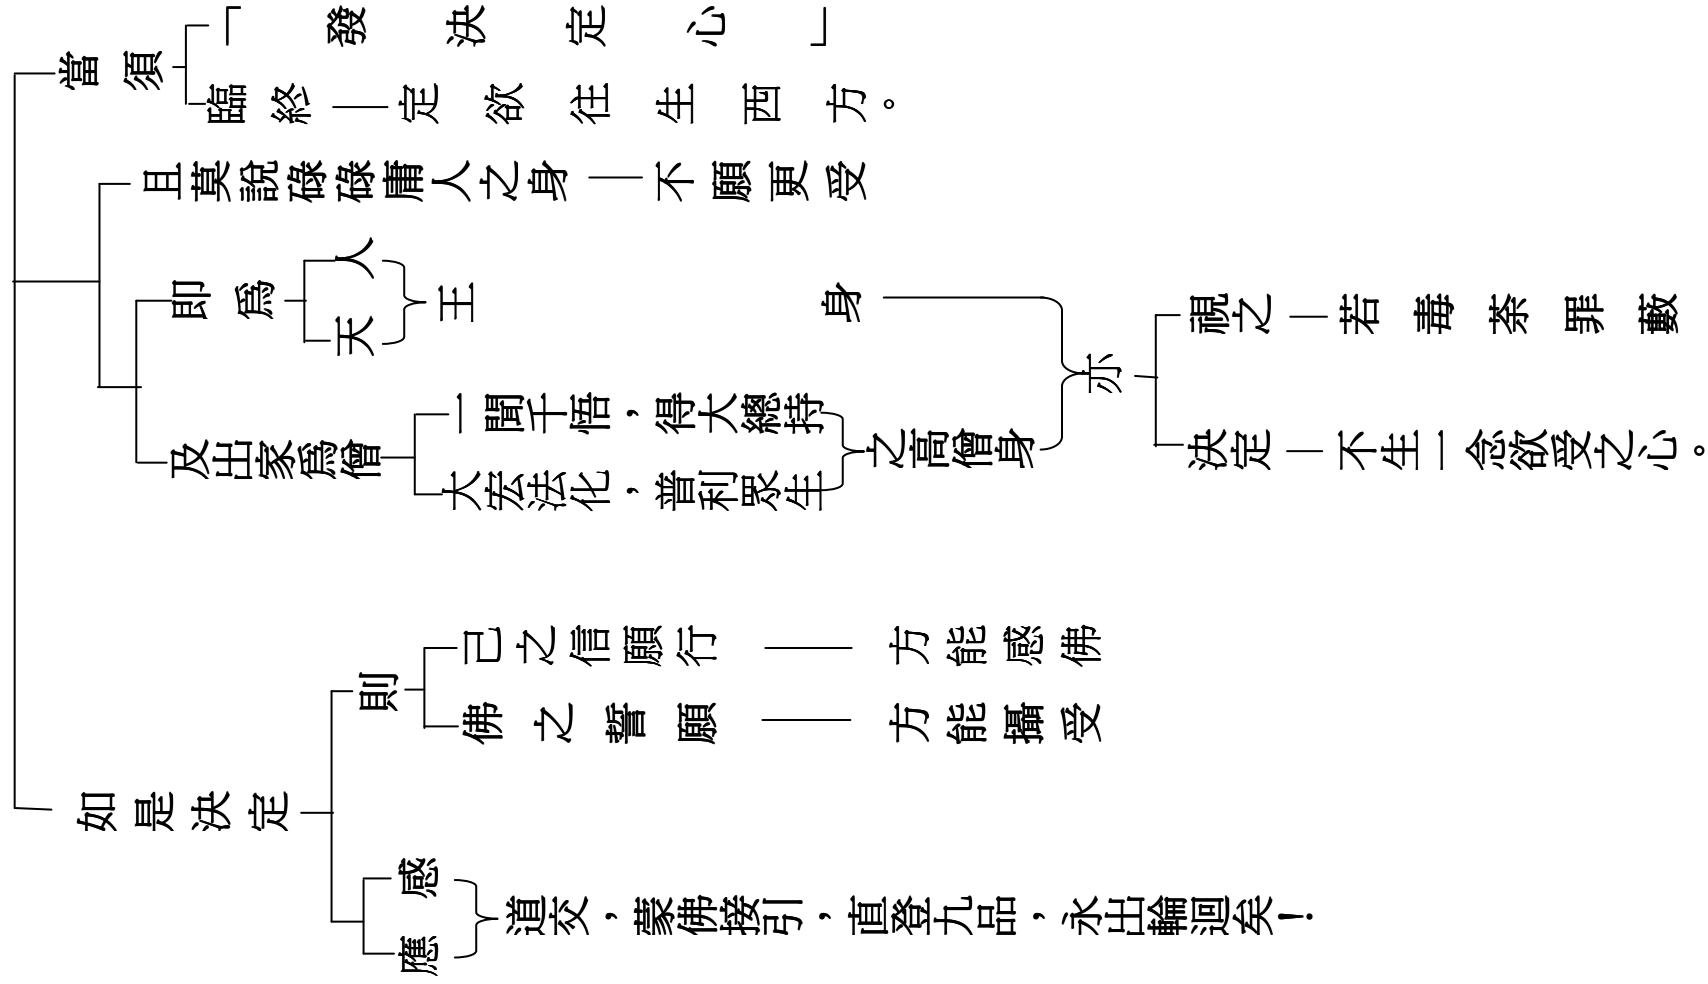 當須
「發決定心」
臨終—定欲往生西方。
且莫說碌碌庸人之身—不願更受
即為
人
天
王
身
及出家為僧
一聞千悟，得大總持
大宏法化，普利眾生
之高僧身
亦
視之—若毒荼罪藪
決定—不生一念欲受之心。
如是決定
則
己之信願行——方能感佛
佛之誓願——方能攝受
感
應
道交，蒙佛接引，直登九品，永出輪迴矣！